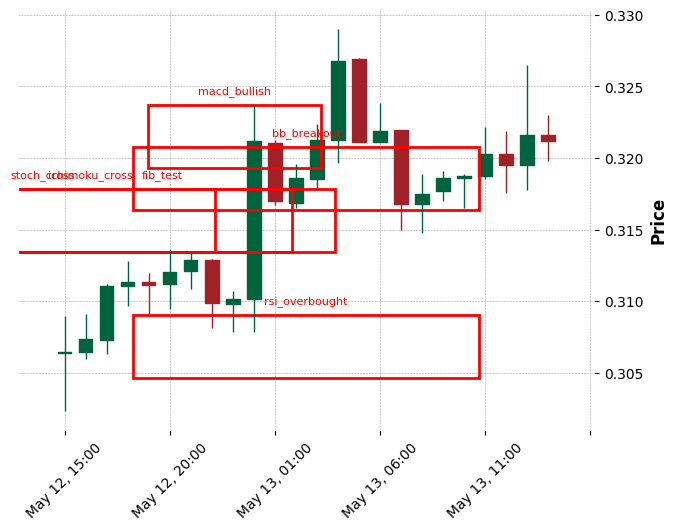 0.330
0.325
0.320
0.315
0.310
0.305
Price
macd_bullish
bb_breakout
stoch_cross
ichimoku_cross
fib_test
rsi_overbought
May 12, 15:00
May 12, 20:00
May 13, 01:00
May 13, 06:00
May 13, 11:00